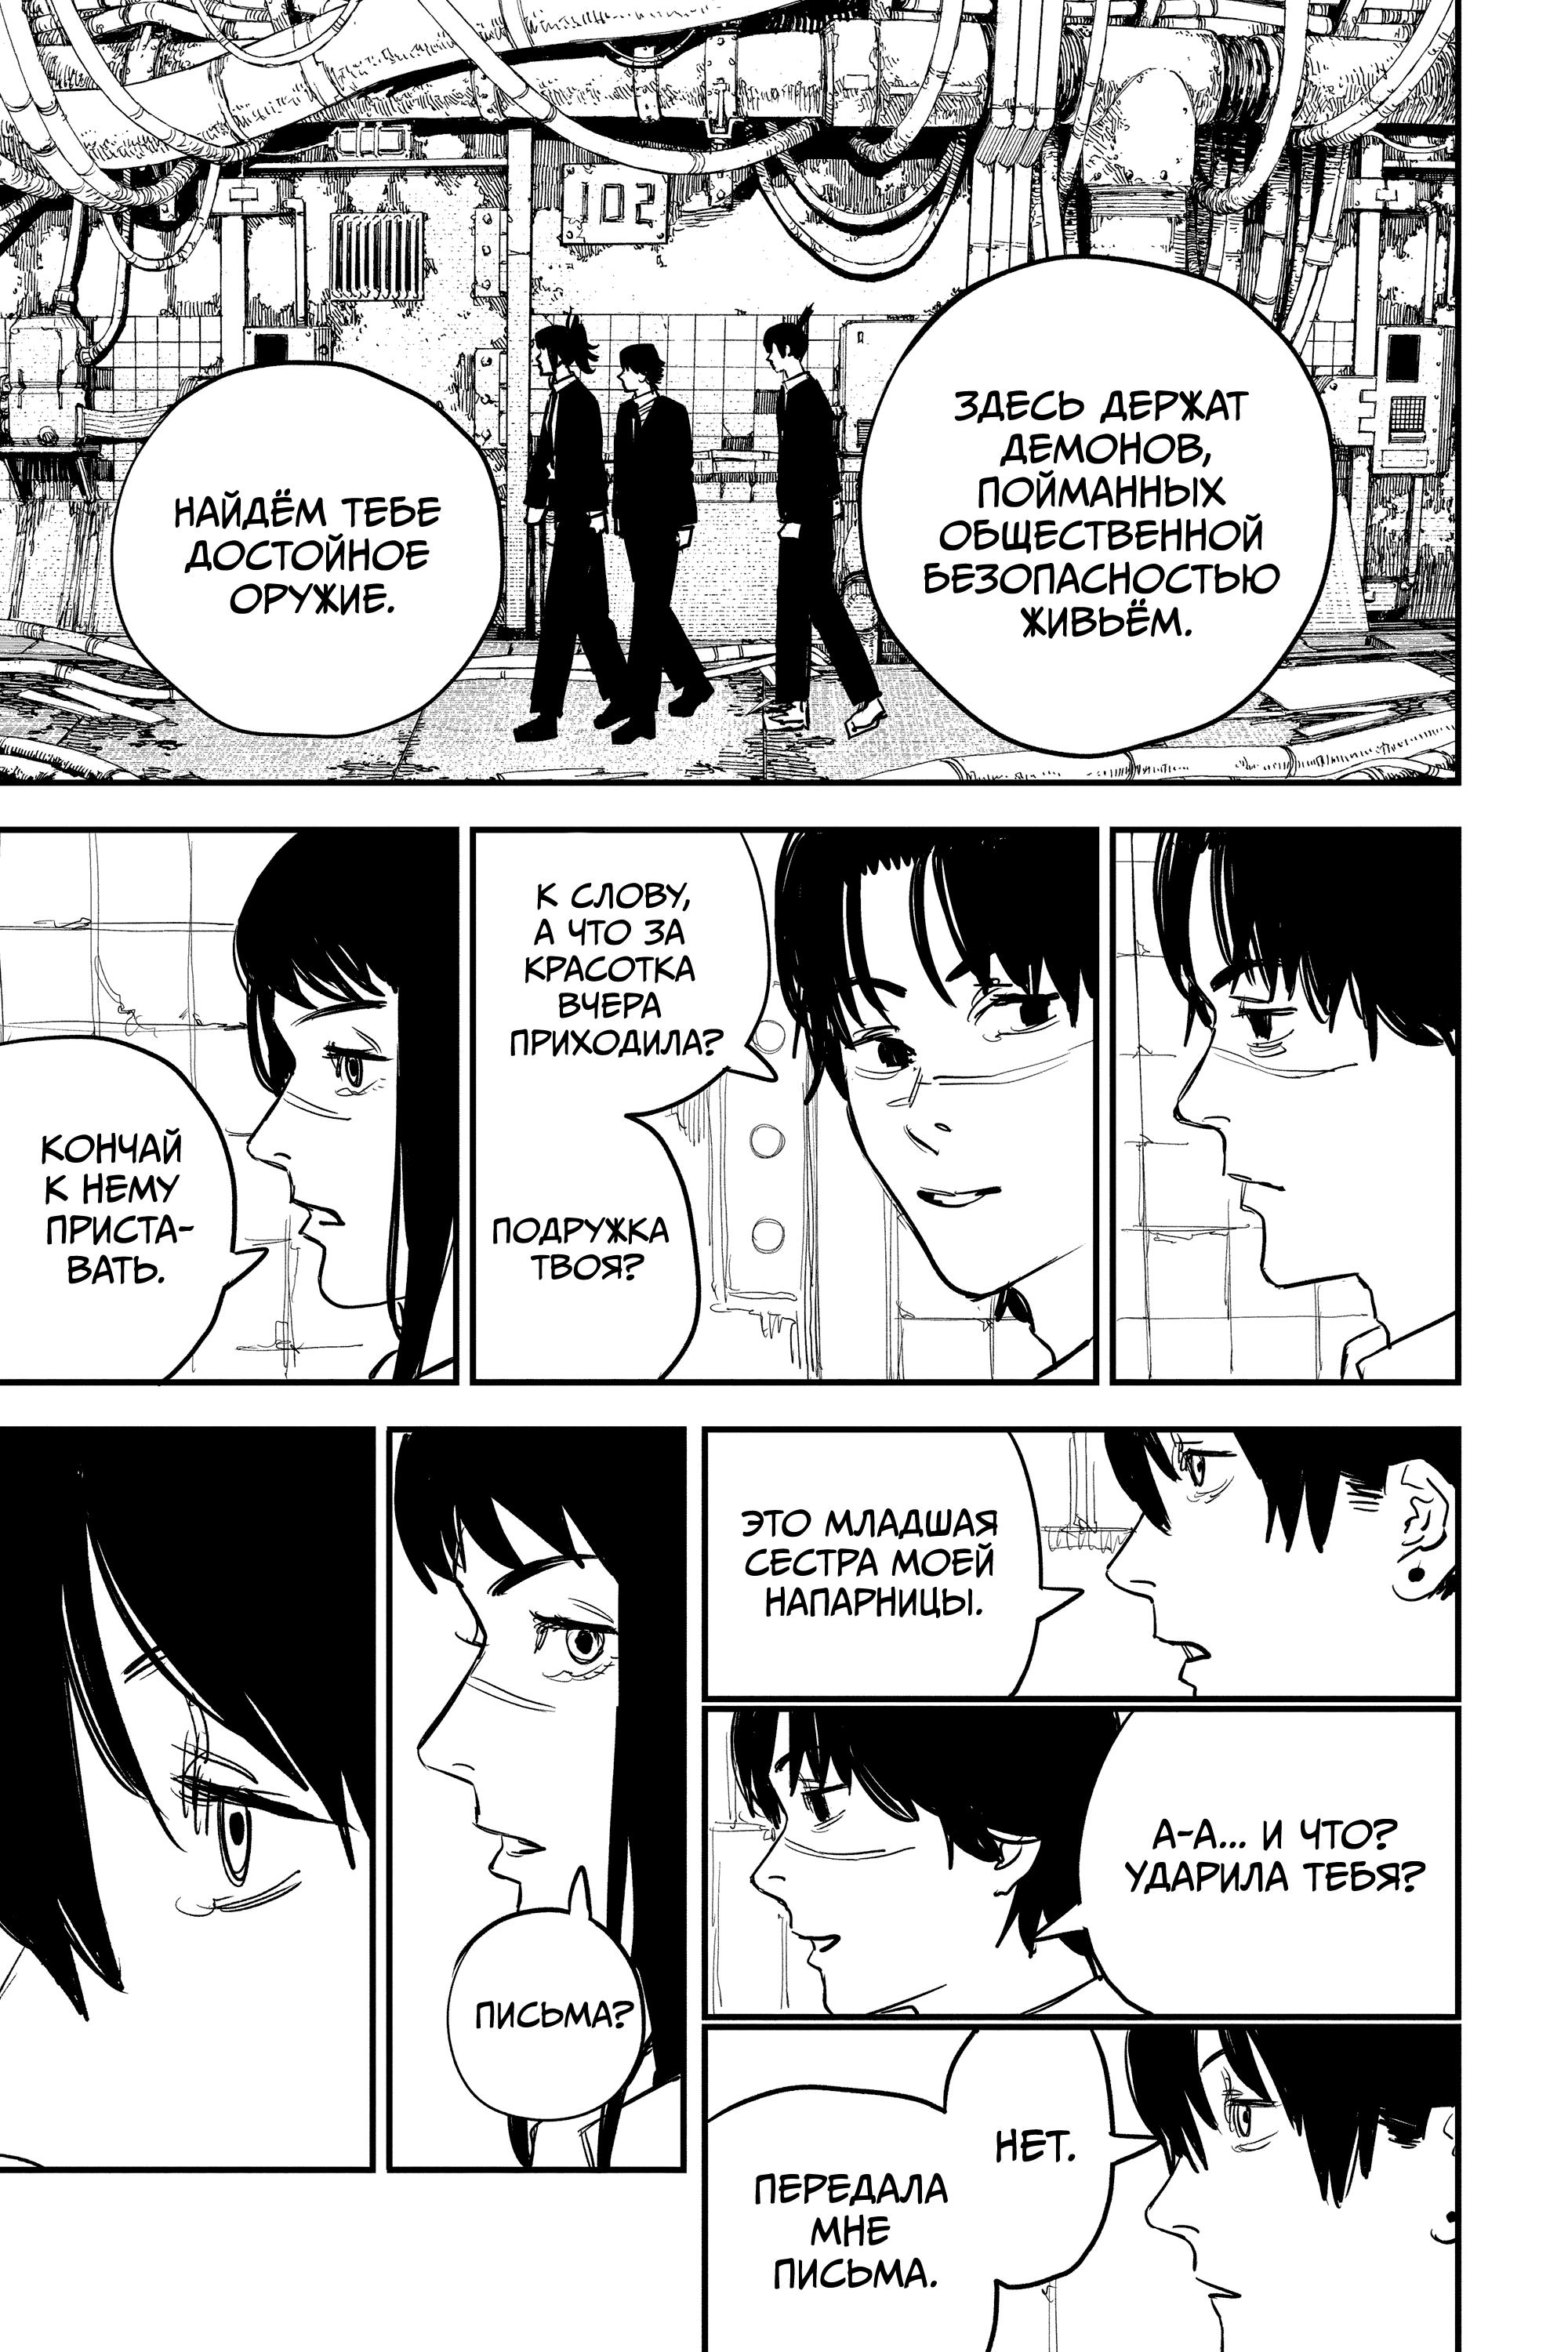 102
ЗДЕСЬ ДЕРЖАТ
ДЕМОНОВ,
ПОЙМАННЫХ
ОБЩЕСТВЕННОЙ
БЕЗОПАСНОСТЬЮ
ЖИВЬЁМ.
НАЙДЁМ ТЕБЕ
ДОСТОЙНОЕ
ОРУЖИЕ.
К СЛОВУ,
А ЧТО ЗА
КРАСОТКА
ВЧЕРА
ПРИХОДИЛА?
ПОДРУЖКА
ТВОЯ?
КОНЧАЙ
К НЕМУ
ПРИСТА-
ВАТЬ.
ЭТО МЛАДШАЯ
СЕСТРА МОЕЙ
НАПАРНИЦЫ.
А-А... И ЧТО?
УДАРИЛА ТЕБЯ?
НЕТ.
ПЕРЕДАЛА
МНЕ
ПИСЬМА.
ПИСЬМА?